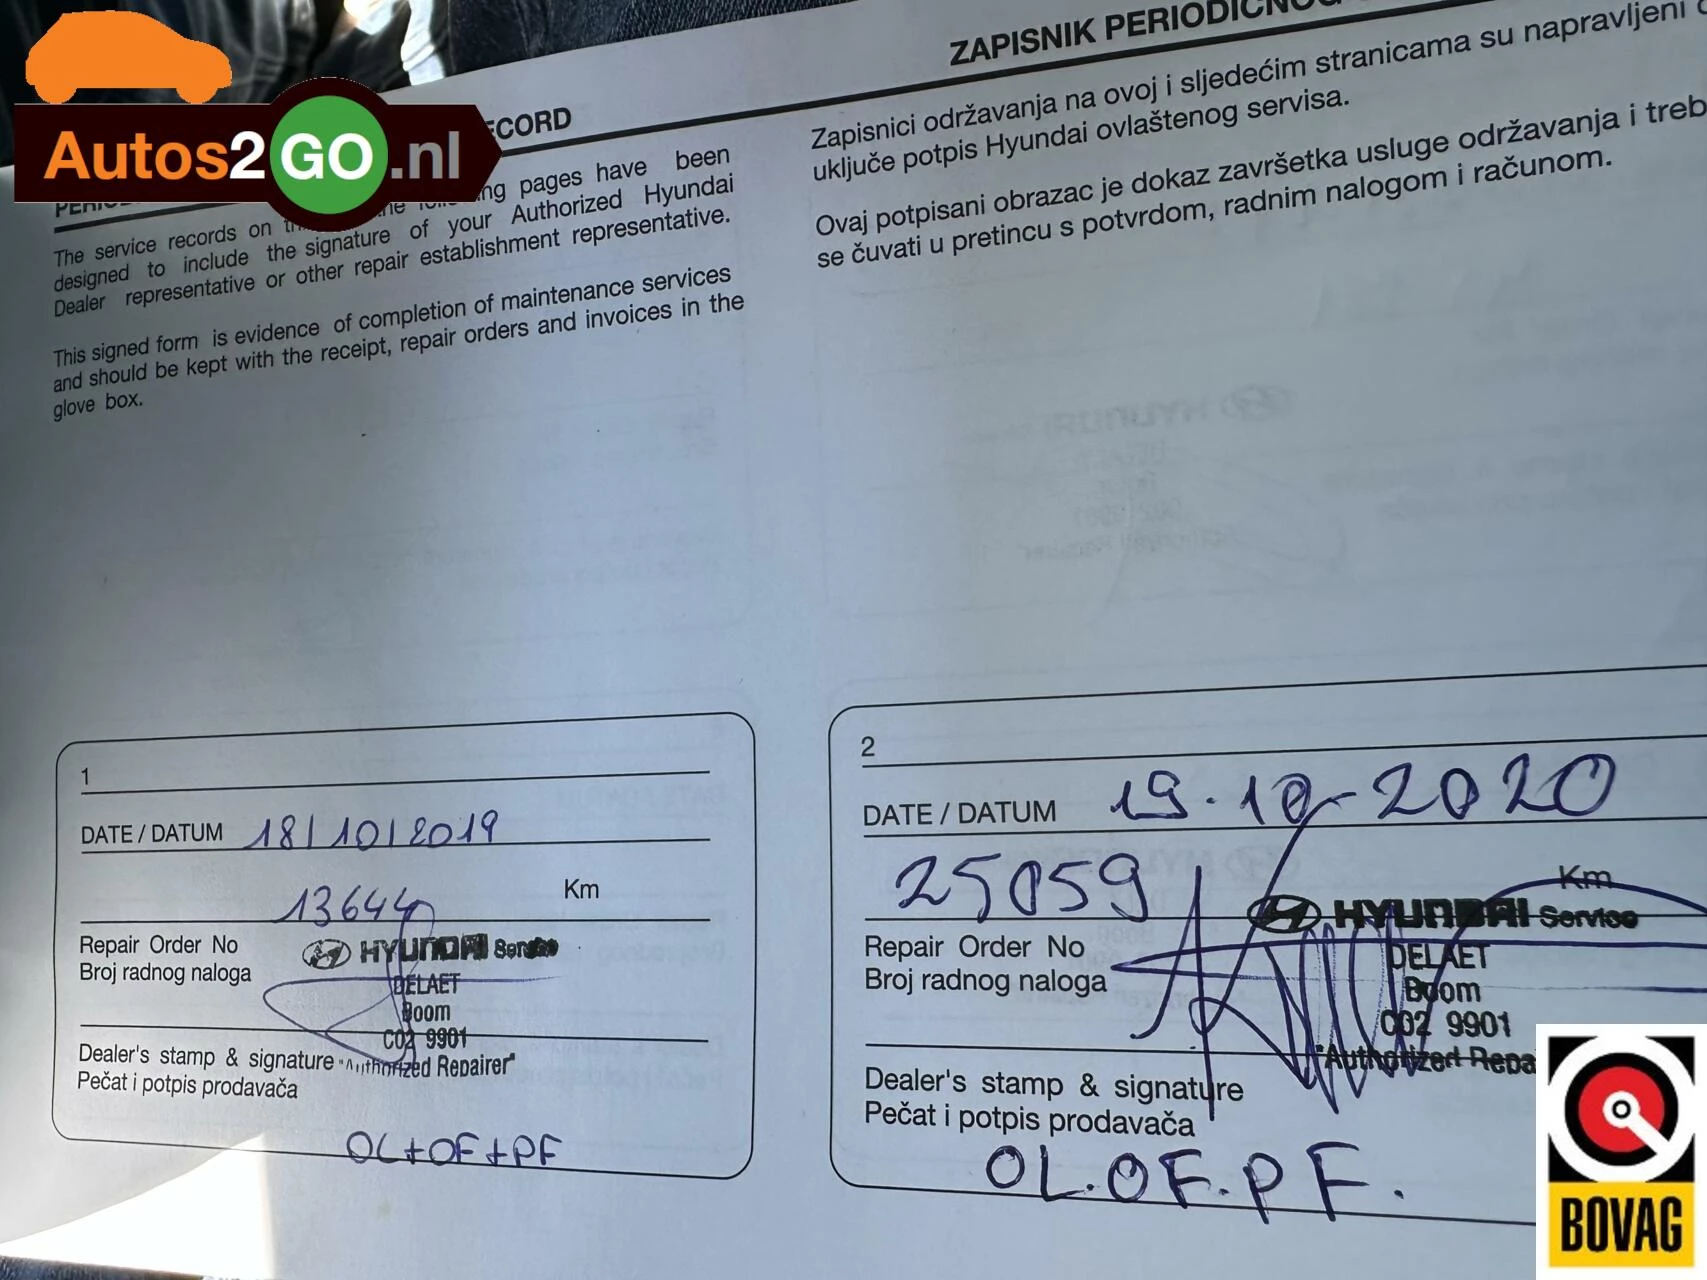 Autos2GO.nl
ECORD
The service records on
ng pages have been
designed to include the signature of your Authorized Hyundai
Dealer representative or other repair establishment representative.
This signed form is evidence of completion of maintenance services
and should be kept with the receipt, repair orders and invoices in the
glove box.
ZAPISNIK
Zapisnici održavanja na ovoj i sljedećim stranicama su napravljeni
uključe potpis Hyundai ovlaštenog servisa.
Ovaj potpisani obrazac je dokaz završetka usluge održavanja i treb
se čuvati u pretincu s potvrdom, radnim nalogom i računom.
1
DATE / DATUM 18/10/2019
13644 Km
Repair Order No
Broj radnog naloga
HYUNDAI Service
DELAET
Boom
C02 9901
"Authorized Repairer"
Dealer's stamp & signature
Pečat i potpis prodavača
OL+OF+PF
2
DATE / DATUM 19-10-2020
25059 Km
Repair Order No
Broj radnog naloga
HYUNDAI Service
DELAET
Boom
C02 9901
"Authorized Repa
Dealer's stamp & signature
Pečat i potpis prodavača
OL.OF.PF.
BOVAG